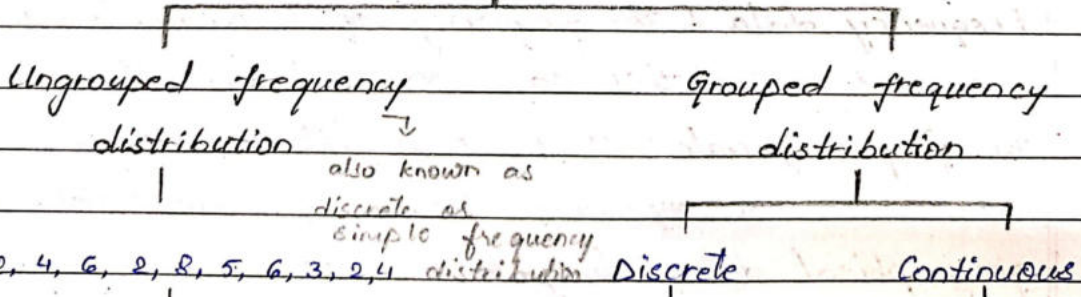 Ungrouped frequency
distribution
Grouped frequency
distribution
also known as
discrete or
simple frequency
distribution
2, 4, 6, 2, 8, 5, 6, 3, 2, 4
Discrete
Continuous